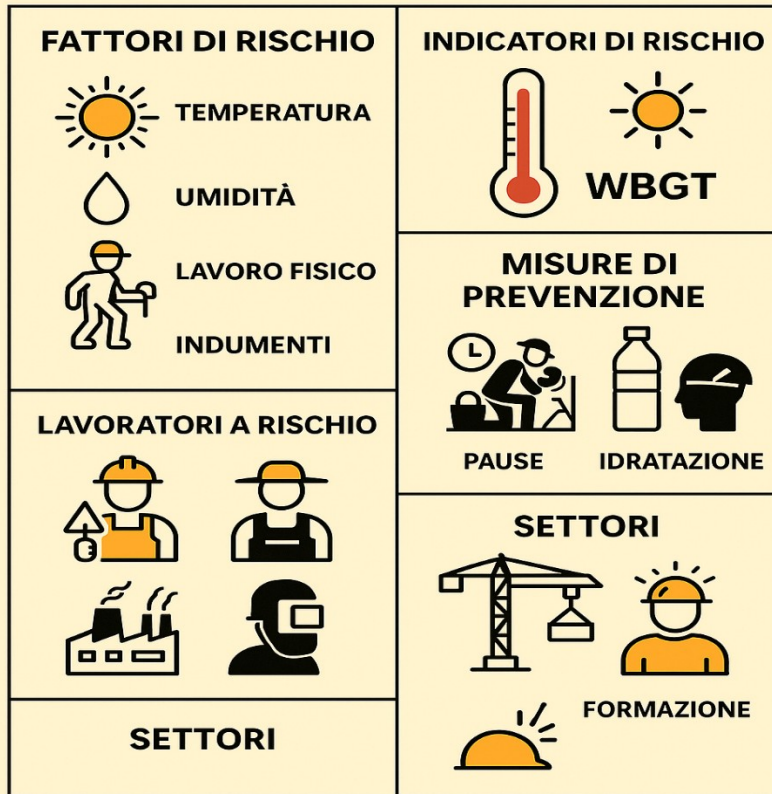 FATTORI DI RISCHIO
TEMPERATURA
UMIDITÀ
LAVORO FISICO
INDUMENTI
LAVORATORI A RISCHIO
SETTORI
INDICATORI DI RISCHIO
WBGT
MISURE DI
PREVENZIONE
PAUSE
IDRATAZIONE
SETTORI
FORMAZIONE